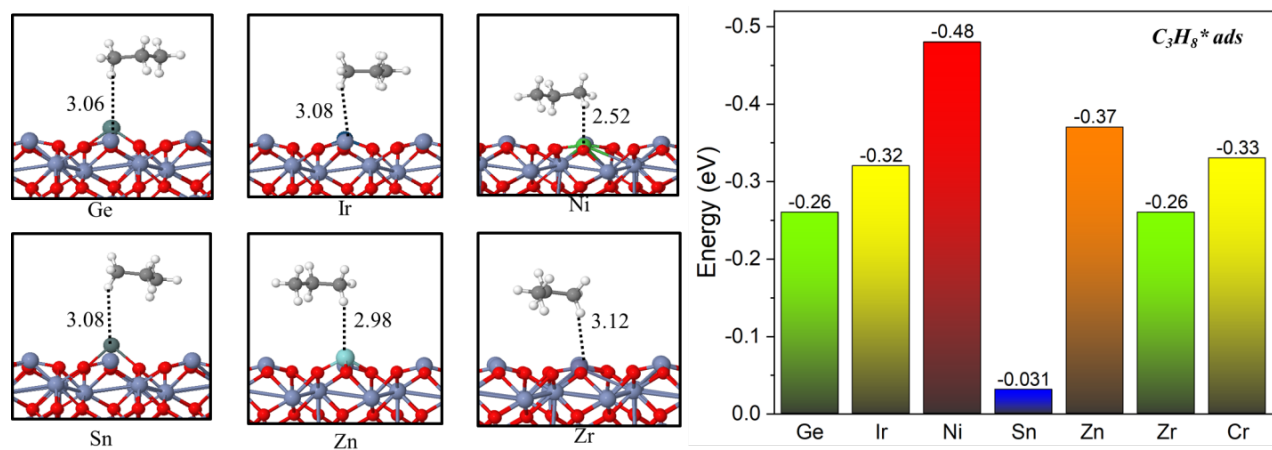 3.06
Ge
3.08
Ir
2.52
Ni
3.08
Sn
2.98
Zn
3.12
Zr
C₃H₈* ads
Energy (eV)
-0.5
-0.4
-0.3
-0.2
-0.1
0.0
-0.26
-0.32
-0.48
-0.031
-0.37
-0.26
-0.33
Ge Ir Ni Sn Zn Zr Cr